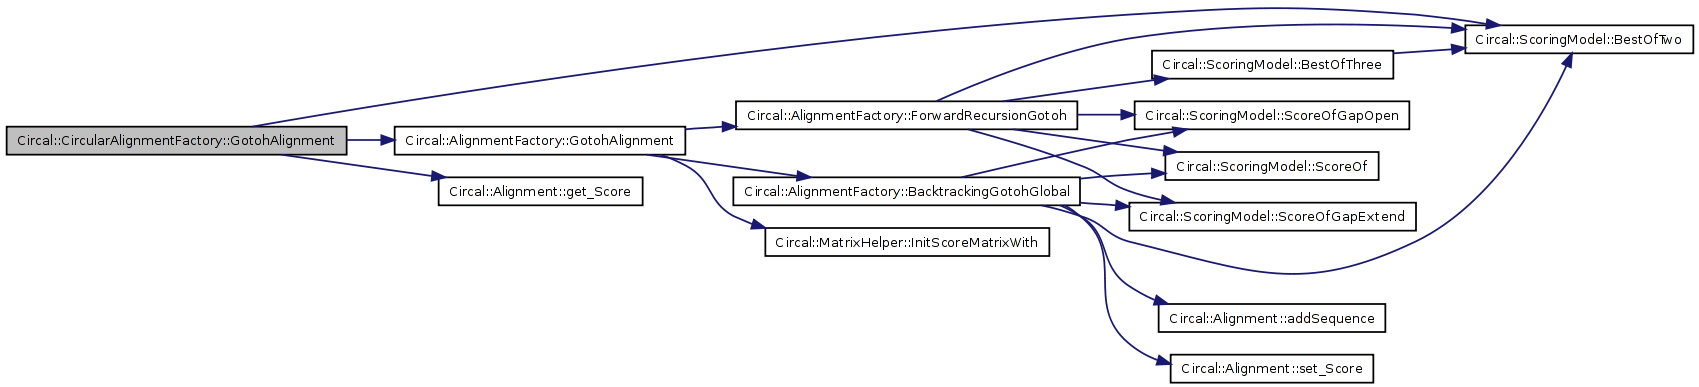 Circal::CircularAlignmentFactory::GotohAlignment
Circal::AlignmentFactory::GotohAlignment
Circal::Alignment::get_Score
Circal::AlignmentFactory::ForwardRecursionGotoh
Circal::AlignmentFactory::BacktrackingGotohGlobal
Circal::MatrixHelper::InitScoreMatrixWith
Circal::ScoringModel::BestOfTwo
Circal::ScoringModel::BestOfThree
Circal::ScoringModel::ScoreOfGapOpen
Circal::ScoringModel::ScoreOf
Circal::ScoringModel::ScoreOfGapExtend
Circal::Alignment::addSequence
Circal::Alignment::set_Score